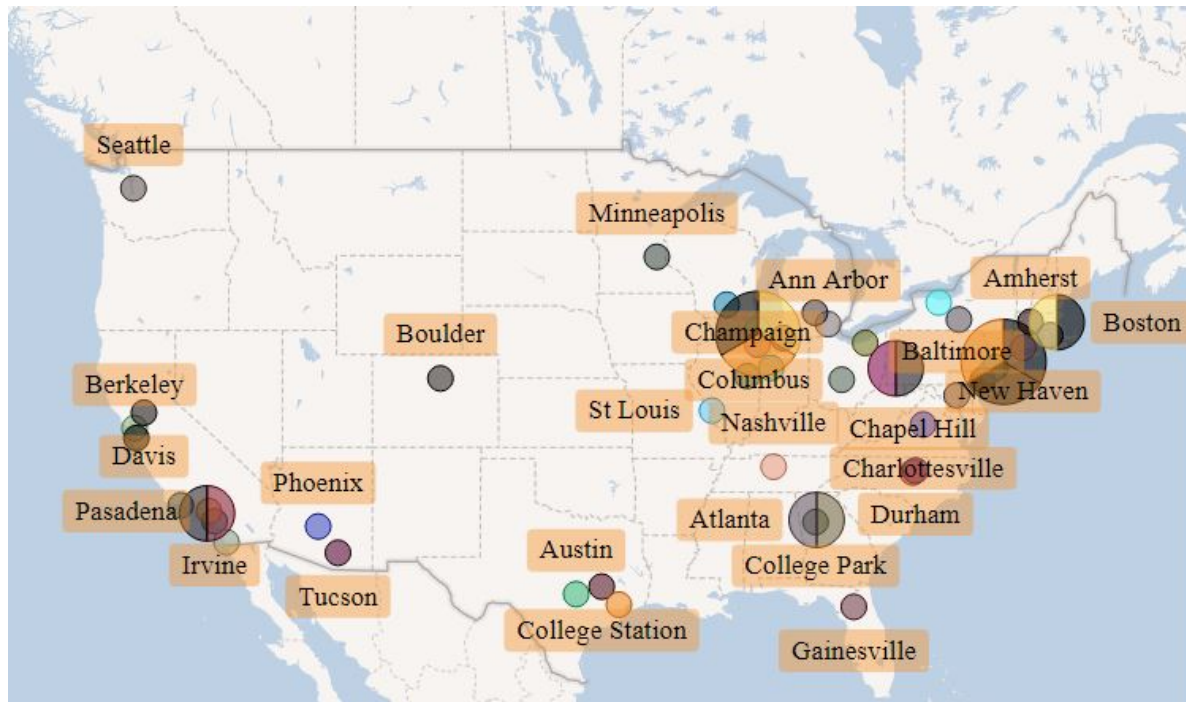 Seattle
Minneapolis
Ann Arbor
Amherst
Boston
Boulder
Champaign
Baltimore
Berkeley
Columbus
New Haven
St Louis
Nashville
Chapel Hill
Davis
Phoenix
Charlottesville
Pasadena
Atlanta
Durham
Austin
Irvine
College Park
Tucson
College Station
Gainesville